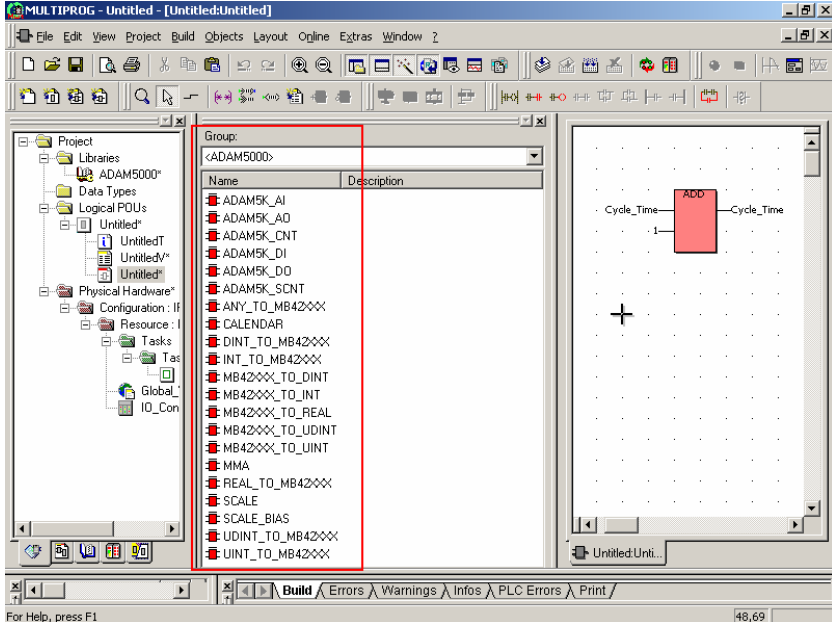 MULTIPROG - Untitled - [Untitled:Untitled]
File Edit View Project Build Objects Layout Online Extras Window ?
Project
Libraries
ADAM5000*
Data Types
Logical POUs
Untitled*
UntitledT
UntitledV*
Untitled*
Physical Hardware*
Configuration : IF
Resource : I
Tasks
Tas
Global_
IO_Con
Group:
<ADAM5000>
Name Description
ADAM5K_AI
ADAM5K_AO
ADAM5K_CNT
ADAM5K_DI
ADAM5K_DO
ADAM5K_SCNT
ANY_TO_MB42XXX
CALENDAR
DINT_TO_MB42XXX
INT_TO_MB42XXX
MB42XXX_TO_DINT
MB42XXX_TO_INT
MB42XXX_TO_REAL
MB42XXX_TO_UDINT
MB42XXX_TO_UINT
MMA
REAL_TO_MB42XXX
SCALE
SCALE_BIAS
UDINT_TO_MB42XXX
UINT_TO_MB42XXX
ADD
Cycle_Time Cycle_Time
1
Untitled:Unti...
Build Errors Warnings Infos PLC Errors Print
For Help, press F1
48,69